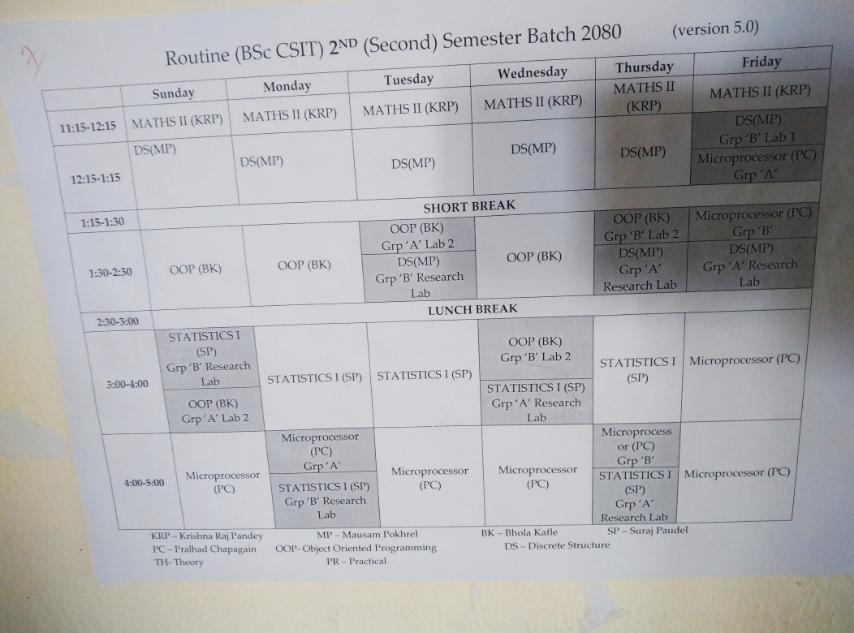 Routine (BSc CSIT) 2ND (Second) Semester Batch 2080 (version 5.0)
Sunday Monday Tuesday Wednesday Thursday Friday
11:15-12:15 MATHS II (KRP) MATHS II (KRP) MATHS II (KRP) MATHS II (KRP) MATHS II (KRP) MATHS II (KRP)
12:15-1:15 DS(MP) DS(MP) DS(MP) DS(MP) DS(MP)
DS(MP)
Grp 'B' Lab 1
Microprocessor (PC)
Grp 'A'
1:15-1:30 SHORT BREAK
1:30-2:30 OOP (BK) OOP (BK)
OOP (BK)
Grp 'A' Lab 2
DS(MP)
Grp 'B' Research
Lab
OOP (BK)
OOP (BK)
Grp 'B' Lab 2
DS(MP)
Grp 'A'
Research Lab
Microprocessor (PC)
Grp 'B'
DS(MP)
Grp 'A' Research
Lab
2:30-3:00 LUNCH BREAK
3:00-4:00
STATISTICS I
(SP)
Grp 'B' Research
Lab
OOP (BK)
Grp 'A' Lab 2
STATISTICS I (SP)
STATISTICS I (SP)
OOP (BK)
Grp 'B' Lab 2
STATISTICS I (SP)
Grp 'A' Research
Lab
STATISTICS I
(SP)
Microprocessor (PC)
4:00-5:00
Microprocessor
(PC)
Microprocessor
(PC)
Grp 'A'
STATISTICS I (SP)
Grp 'B' Research
Lab
Microprocessor
(PC)
Microprocessor
(PC)
Microprocess
or (PC)
Grp 'B'
STATISTICS I
(SP)
Grp 'A'
Research Lab
Microprocessor (PC)
KRP – Krishna Raj Pandey MP – Mausam Pokhrel BK – Bhola Kafle SP – Suraj Paudel
PC – Pralhad Chapagain OOP- Object Oriented Programming DS – Discrete Structure
TH- Theory PR – Practical